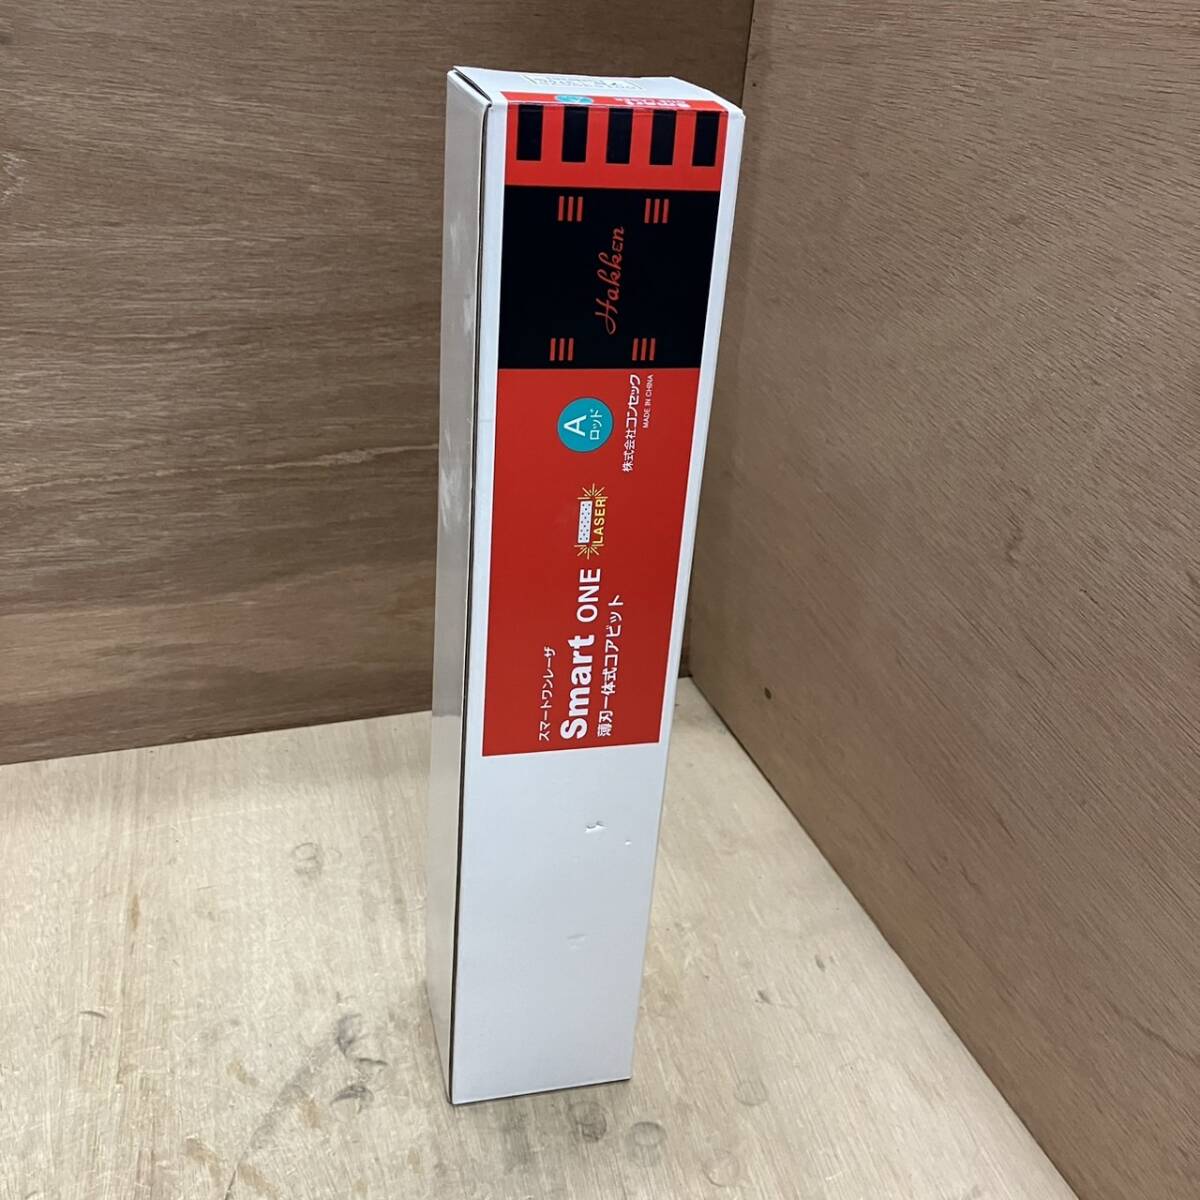 スマートワンレーザ
Smart ONE
LASER
薄刃一体式コアビット
A
ロッド
株式会社コンセック
MADE IN CHINA
Hakken